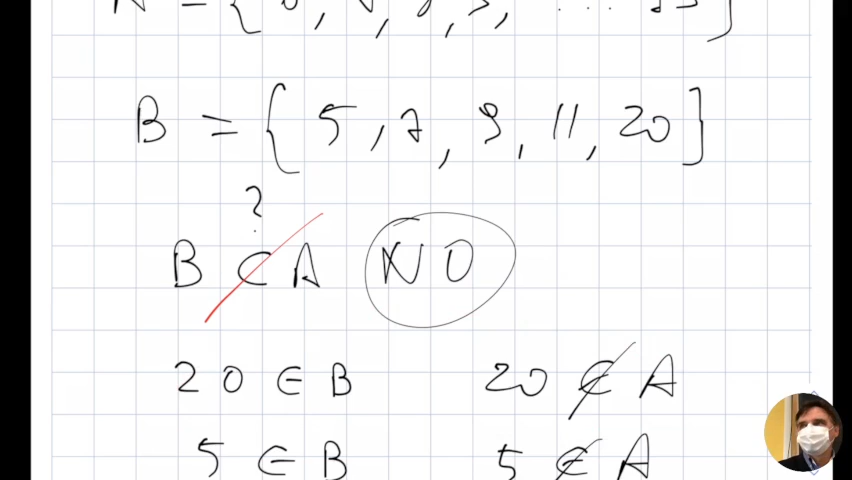 B = { 5, 7, 9, 11, 20 }
?
B ⊄ A NO
20 ∈ B 20 ∉ A
5 ∈ B 5 ∉ A